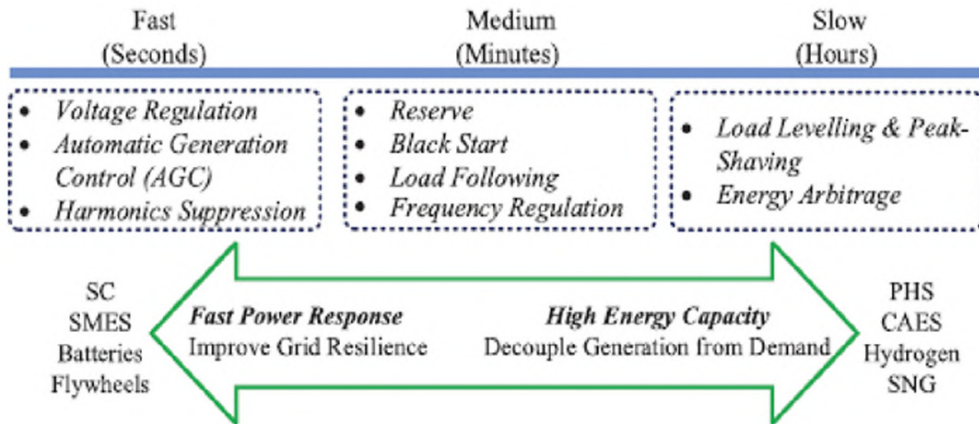 Fast
(Seconds)
Medium
(Minutes)
Slow
(Hours)
• Voltage Regulation
• Automatic Generation
Control (AGC)
• Harmonics Suppression
• Reserve
• Black Start
• Load Following
• Frequency Regulation
• Load Levelling & Peak-
Shaving
• Energy Arbitrage
SC
SMES
Batteries
Flywheels
Fast Power Response
Improve Grid Resilience
High Energy Capacity
Decouple Generation from Demand
PHS
CAES
Hydrogen
SNG